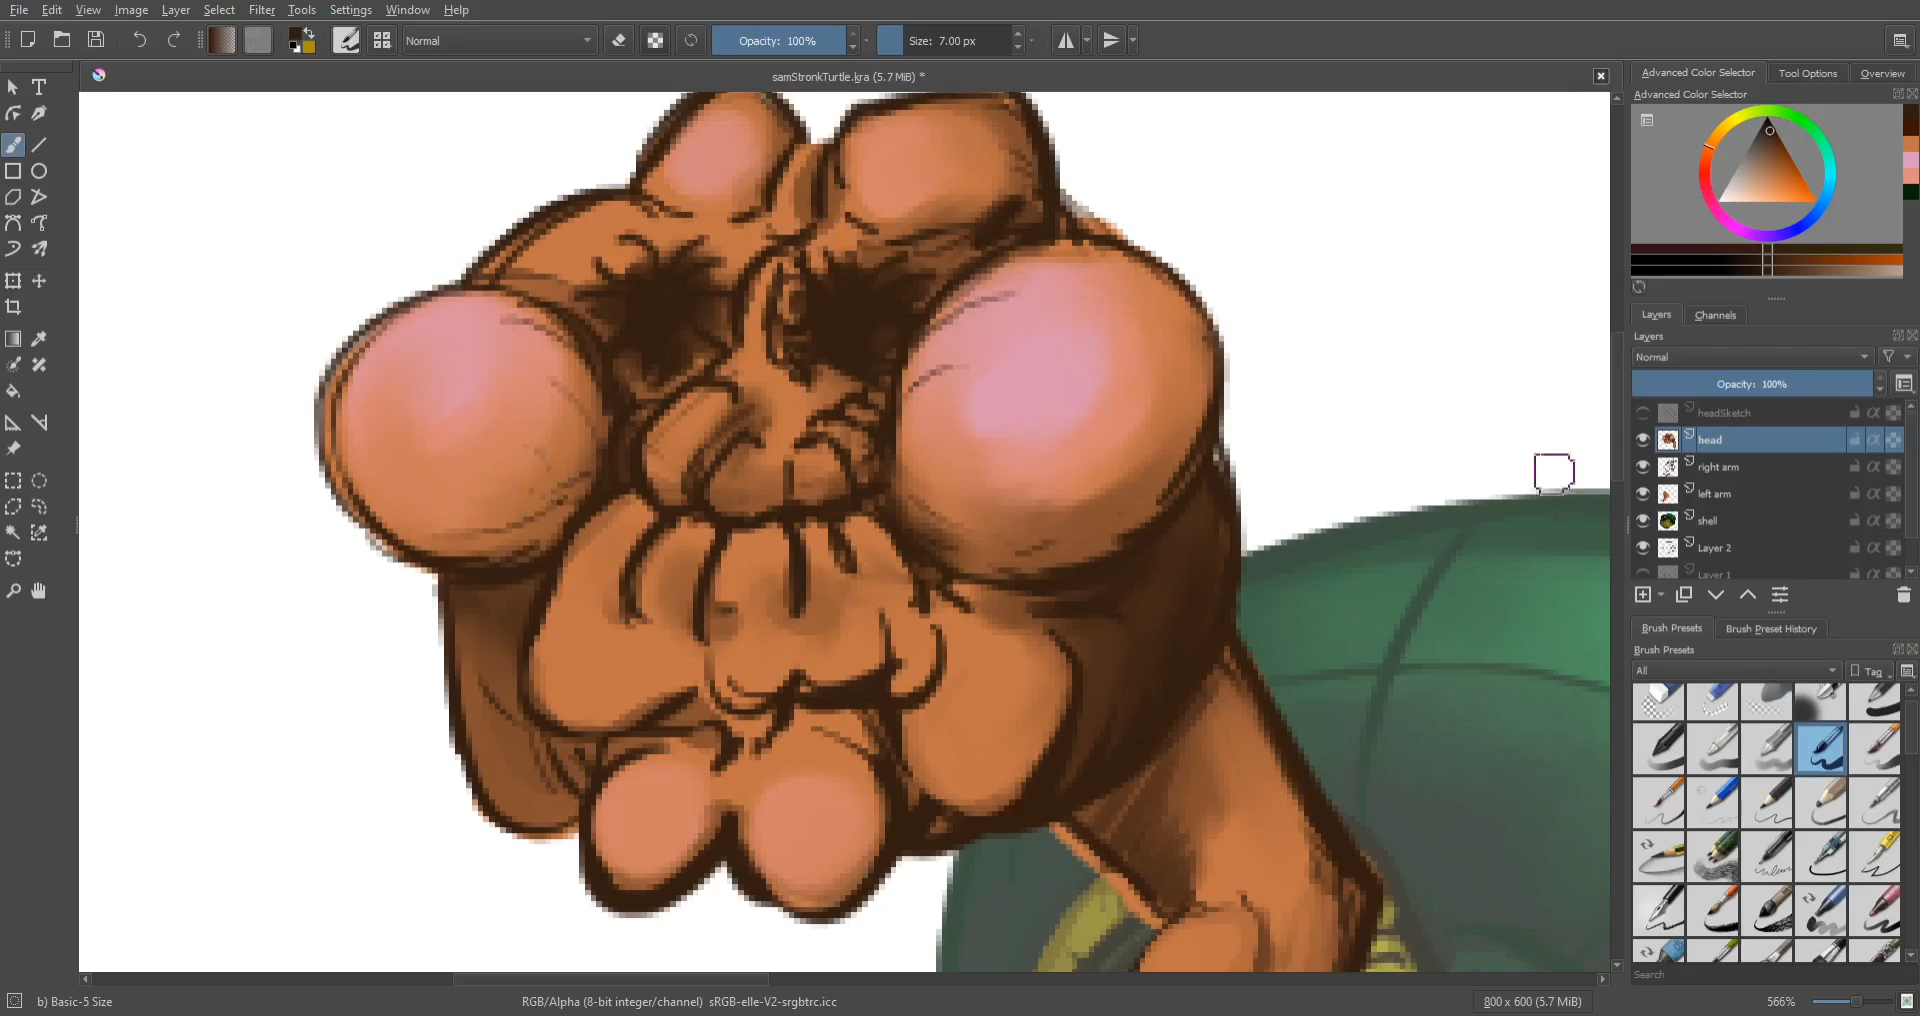 File Edit View Image Layer Select Filter Tools Settings Window Help
Normal
Opacity: 100%
Size: 7.00 px
samStronkTurtle.kra (5.7 MiB) *
Advanced Color Selector
Tool Options
Overview
Advanced Color Selector
Layers
Channels
Layers
Normal
Opacity: 100%
headSketch
head
right arm
left arm
shell
Layer 2
Layer 1
Brush Presets
Brush Preset History
Brush Presets
All
Tag
Search
b) Basic-5 Size
RGB/Alpha (8-bit integer/channel) sRGB-elle-V2-srgbtrc.icc
800 x 600 (5.7 MiB)
566%